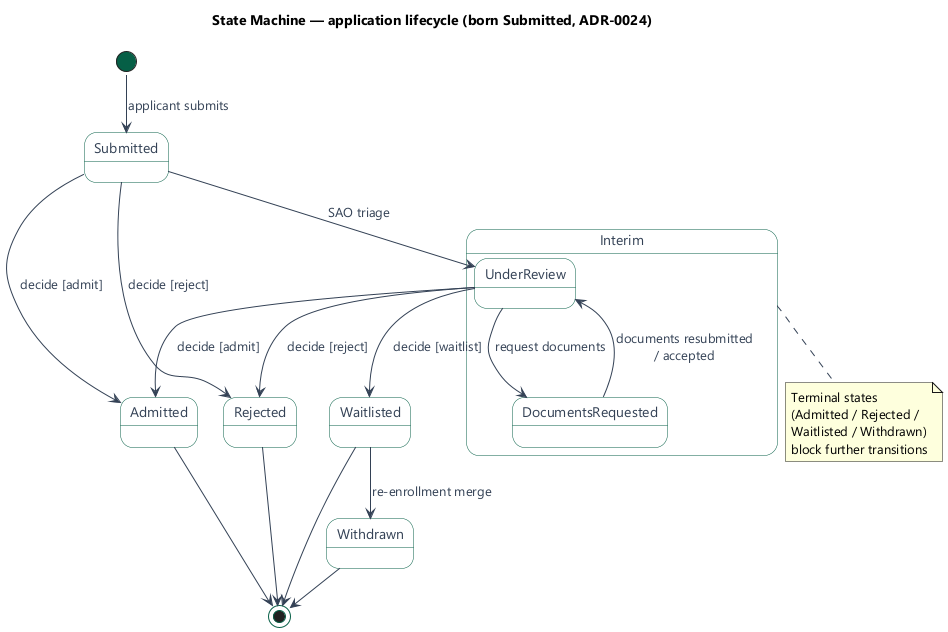 State Machine — application lifecycle (born Submitted, ADR-0024)
applicant submits
Submitted
SAO triage
Interim
UnderReview
decide [admit]
decide [reject]
decide [admit]
decide [reject]
decide [waitlist]
request documents
documents resubmitted
/ accepted
Admitted
Rejected
Waitlisted
DocumentsRequested
Terminal states
(Admitted / Rejected /
Waitlisted / Withdrawn)
block further transitions
re-enrollment merge
Withdrawn